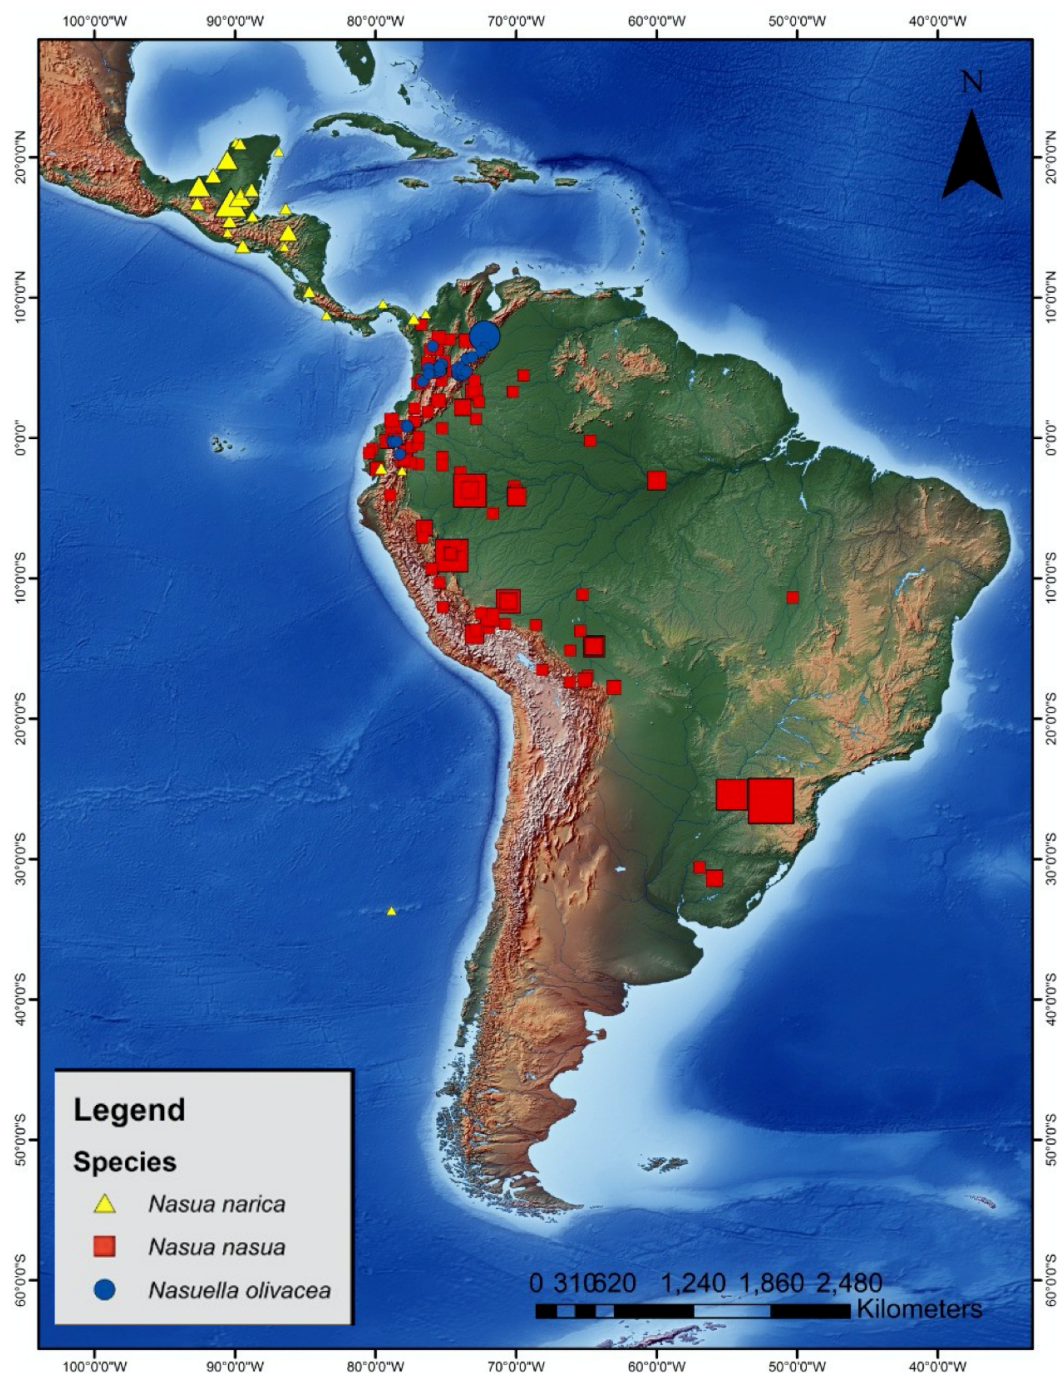 100°0'0"W 90°0'0"W 80°0'0"W 70°0'0"W 60°0'0"W 50°0'0"W 40°0'0"W
N
20°0'0"N 20°0'0"N
10°0'0"N 10°0'0"N
0°0'0" 0°0'0"
10°0'0"S 10°0'0"S
20°0'0"S 20°0'0"S
30°0'0"S 30°0'0"S
40°0'0"S 40°0'0"S
50°0'0"S 50°0'0"S
60°0'0"S 60°0'0"S
Legend
Species
Nasua narica
Nasua nasua
Nasuella olivacea
0 310 620 1,240 1,860 2,480
Kilometers
100°0'0"W 90°0'0"W 80°0'0"W 70°0'0"W 60°0'0"W 50°0'0"W 40°0'0"W